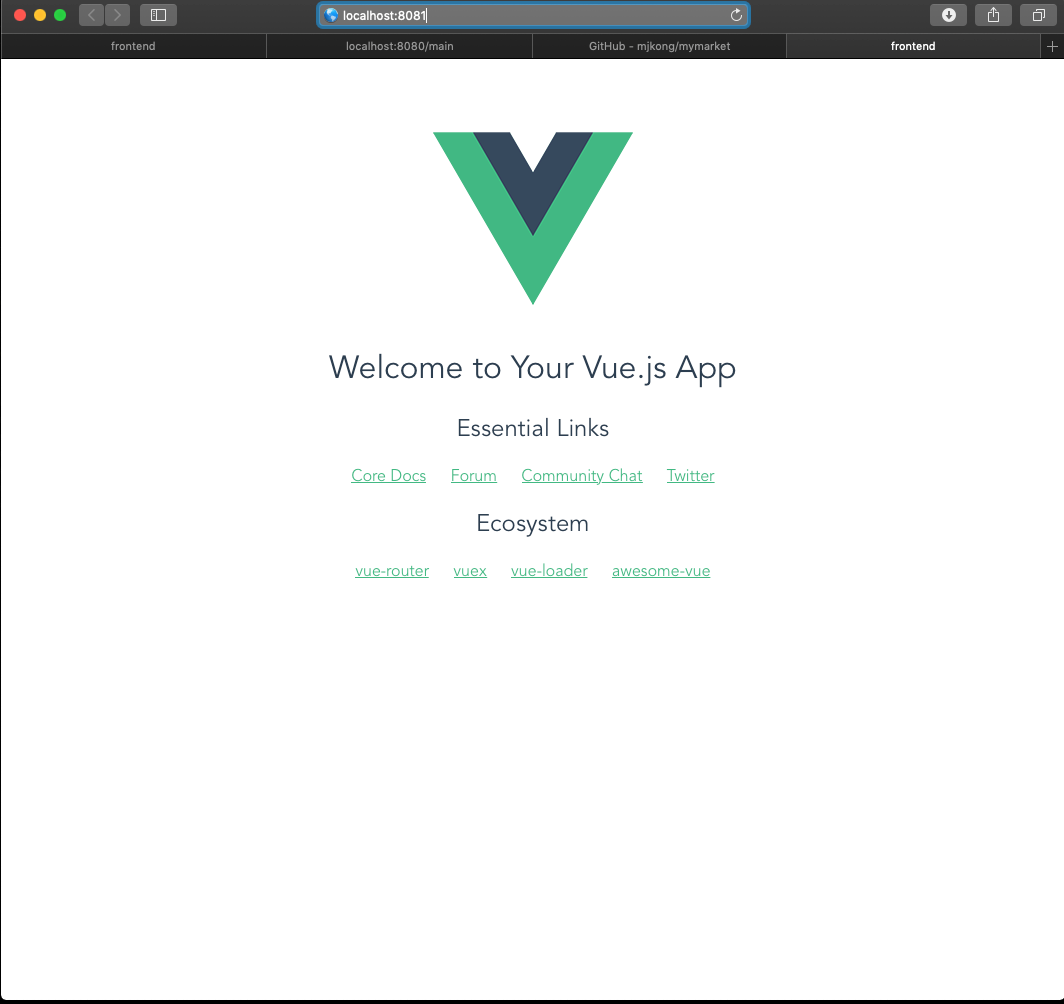 localhost:8081
frontend localhost:8080/main GitHub - mjkong/mymarket frontend
Welcome to Your Vue.js App
Essential Links
Core Docs Forum Community Chat Twitter
Ecosystem
vue-router vuex vue-loader awesome-vue